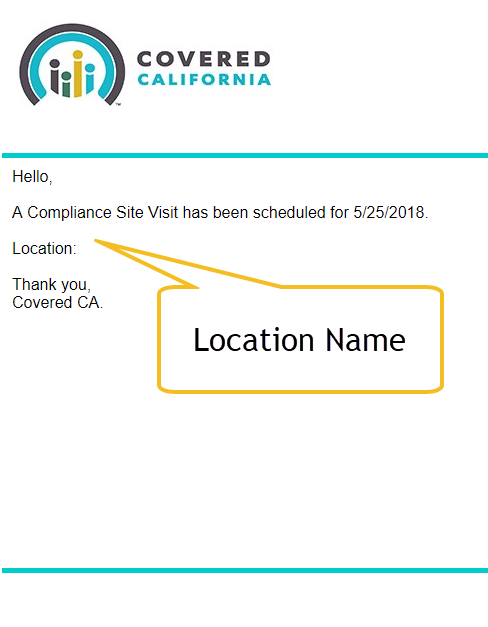 COVERED
CALIFORNIA
™
Hello,
A Compliance Site Visit has been scheduled for 5/25/2018.
Location:
Thank you,
Covered CA.
Location Name